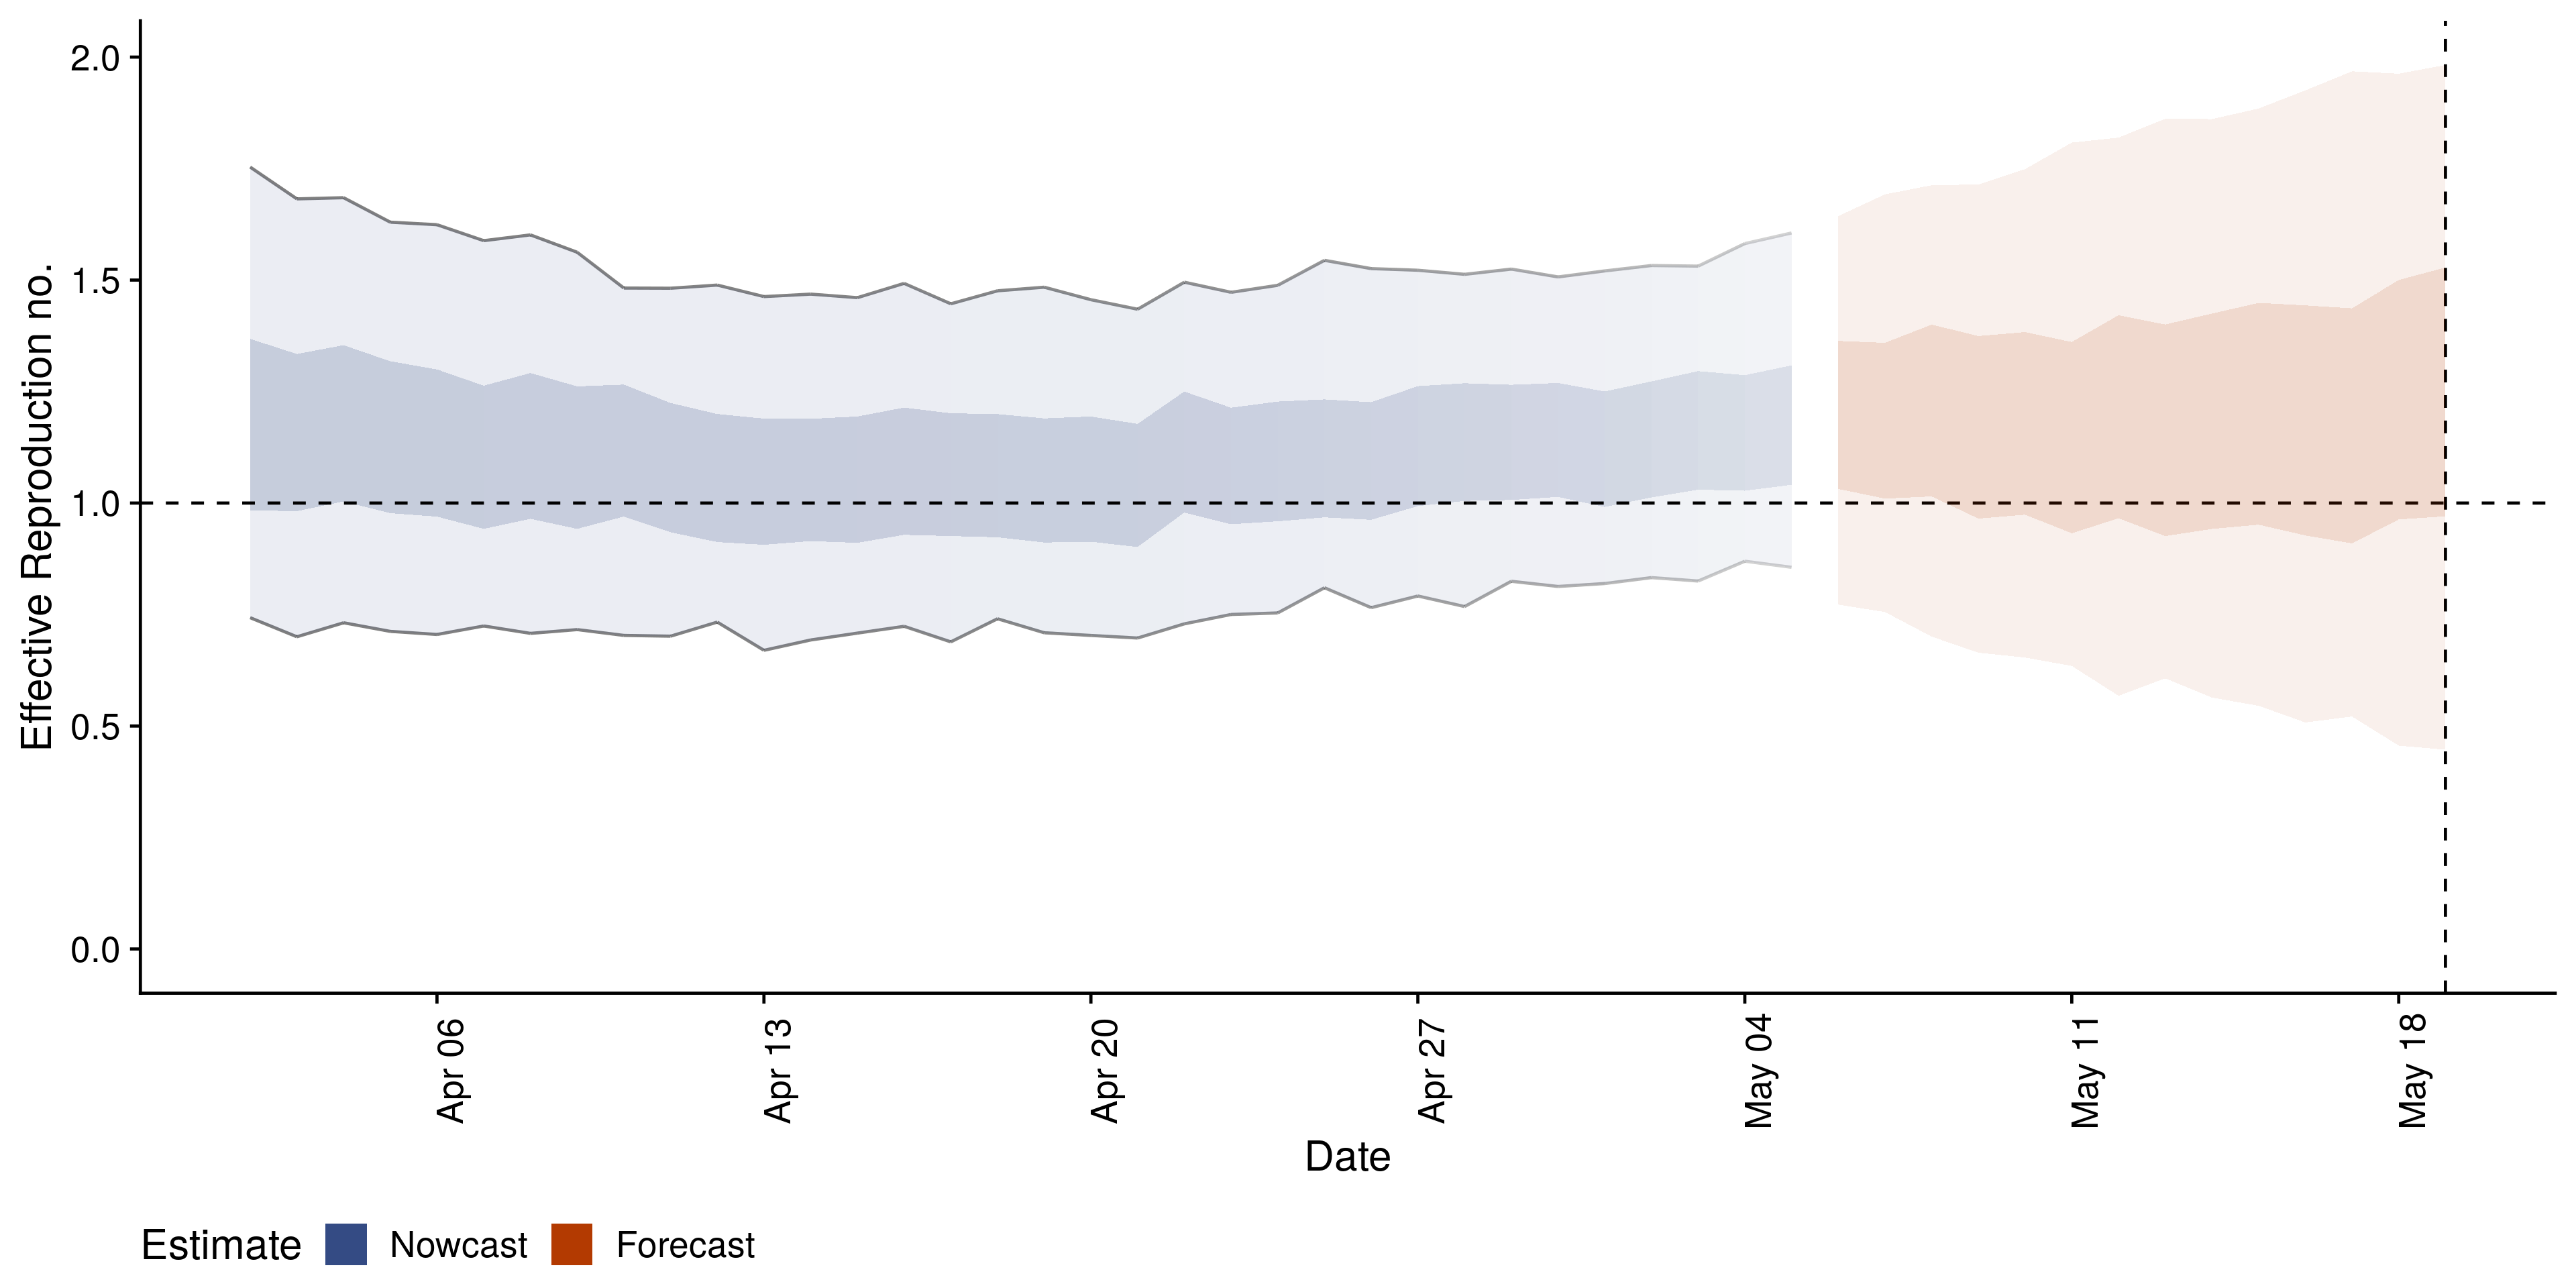 Effective Reproduction no.
2.0
1.5
1.0
0.5
0.0
Apr 06
Apr 13
Apr 20
Apr 27
May 04
May 11
May 18
Date
Estimate Nowcast Forecast